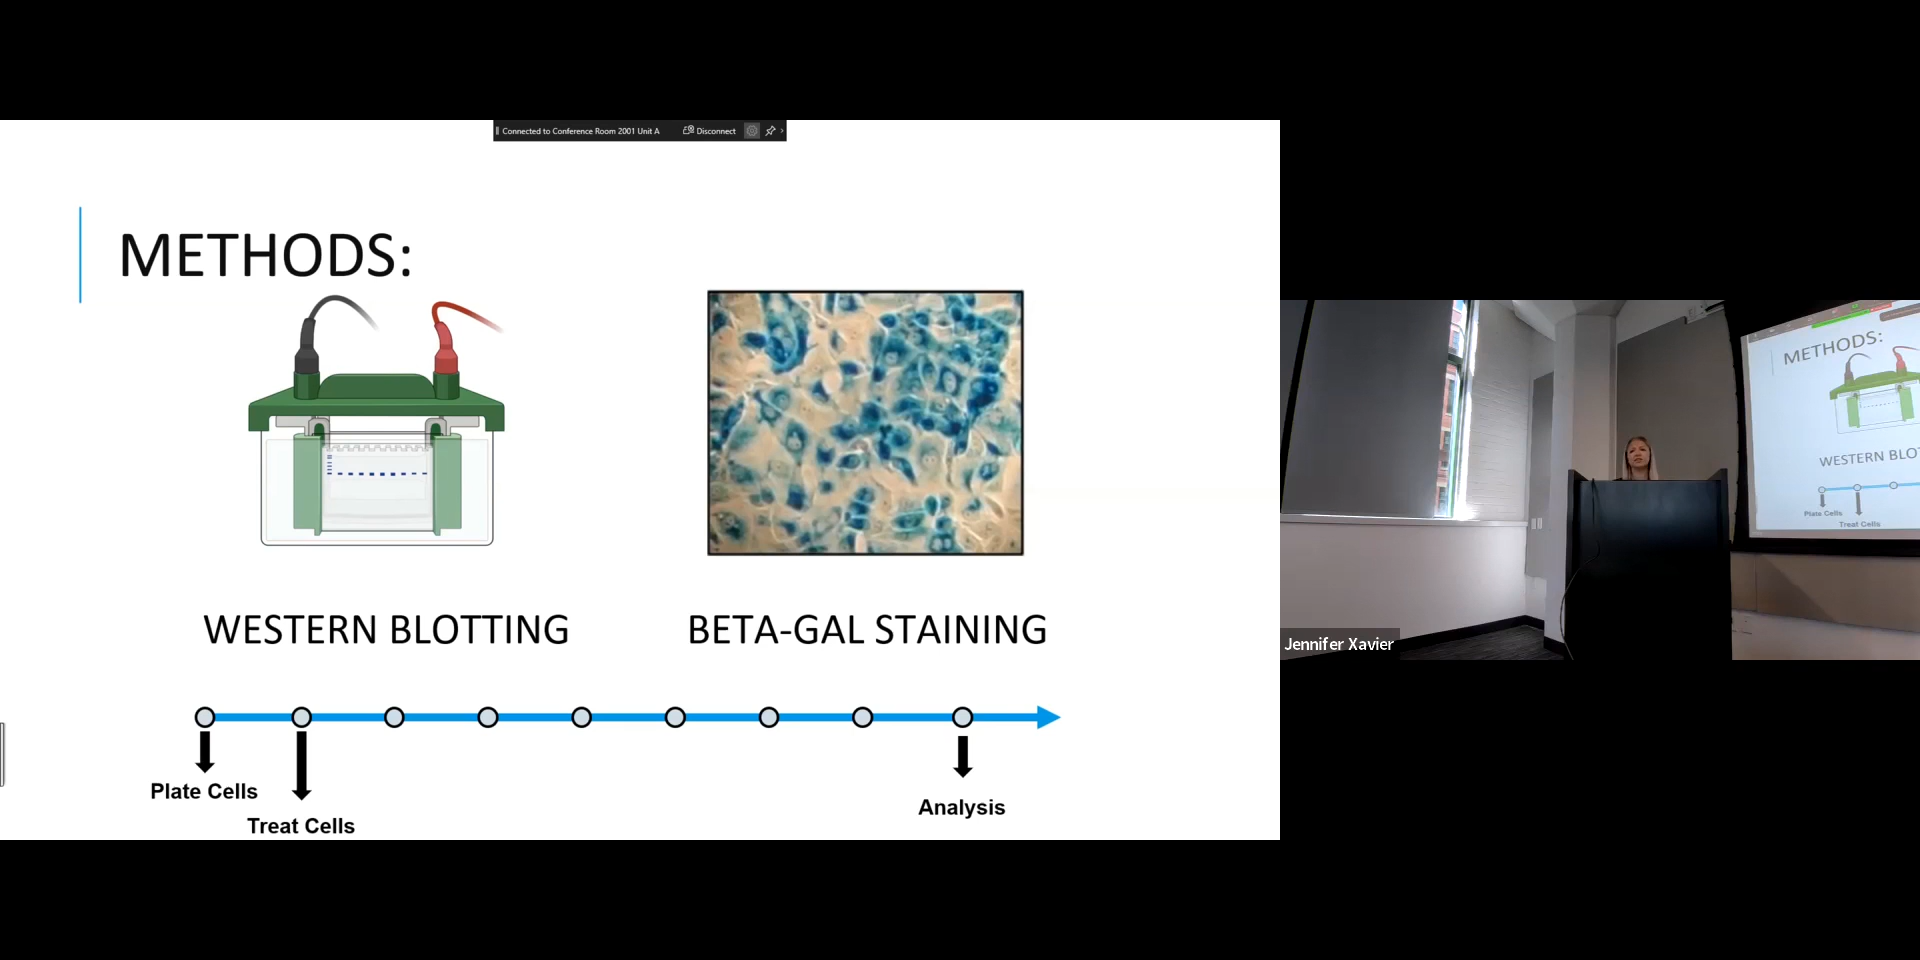 Connected to Conference Room 2001 Unit A Disconnect
METHODS:
WESTERN BLOTTING BETA-GAL STAINING
Plate Cells
Treat Cells
Analysis
Jennifer Xavier
METHODS:
WESTERN BLO
Plate Cells
Treat Cells